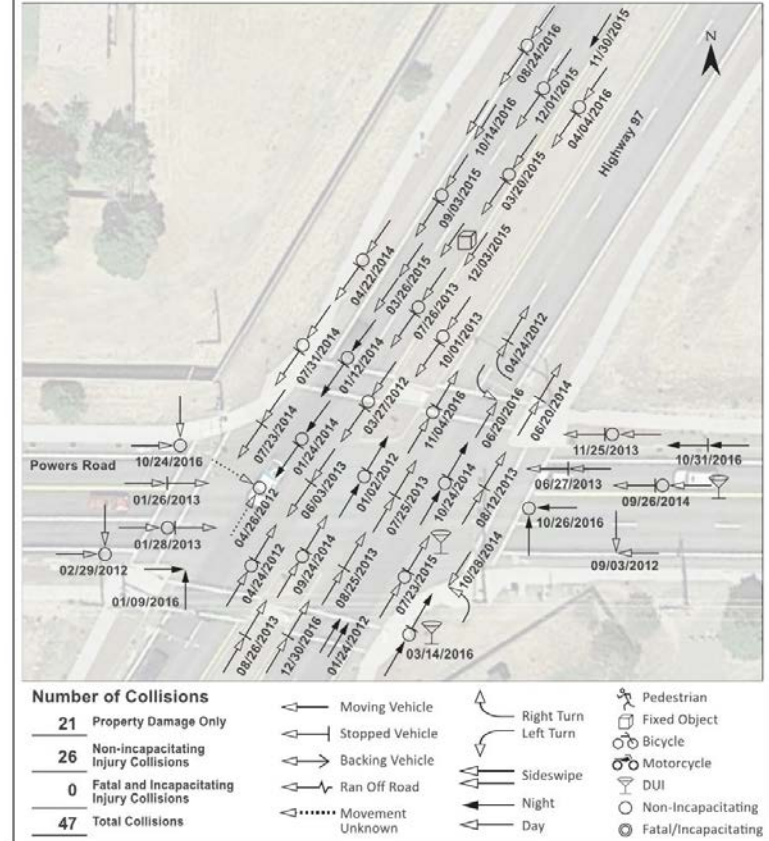 N
08/24/2016
11/30/2015
12/01/2015
04/04/2016
10/14/2016
Highway 97
03/20/2015
09/03/2015
12/03/2015
04/22/2014
03/26/2015
07/26/2013
10/01/2013
04/24/2012
07/31/2014
01/12/2014
03/27/2012
11/04/2016
06/20/2016
06/20/2014
07/23/2014
01/24/2014
10/24/2016
Powers Road
01/26/2013
06/03/2013
01/02/2012
07/25/2013
10/24/2014
08/12/2013
11/25/2013
10/31/2016
06/27/2013
09/26/2014
04/26/2012
10/26/2016
01/28/2013
02/29/2012
09/03/2012
01/09/2016
04/24/2012
09/24/2014
08/25/2013
07/23/2015
10/28/2014
08/26/2013
12/30/2016
01/24/2012
03/14/2016
Number of Collisions
21 Property Damage Only
26 Non-incapacitating
Injury Collisions
0 Fatal and Incapacitating
Injury Collisions
47 Total Collisions
Moving Vehicle
Stopped Vehicle
Backing Vehicle
Ran Off Road
Movement
Unknown
Right Turn
Left Turn
Sideswipe
Night
Day
Pedestrian
Fixed Object
Bicycle
Motorcycle
DUI
Non-Incapacitating
Fatal/Incapacitating